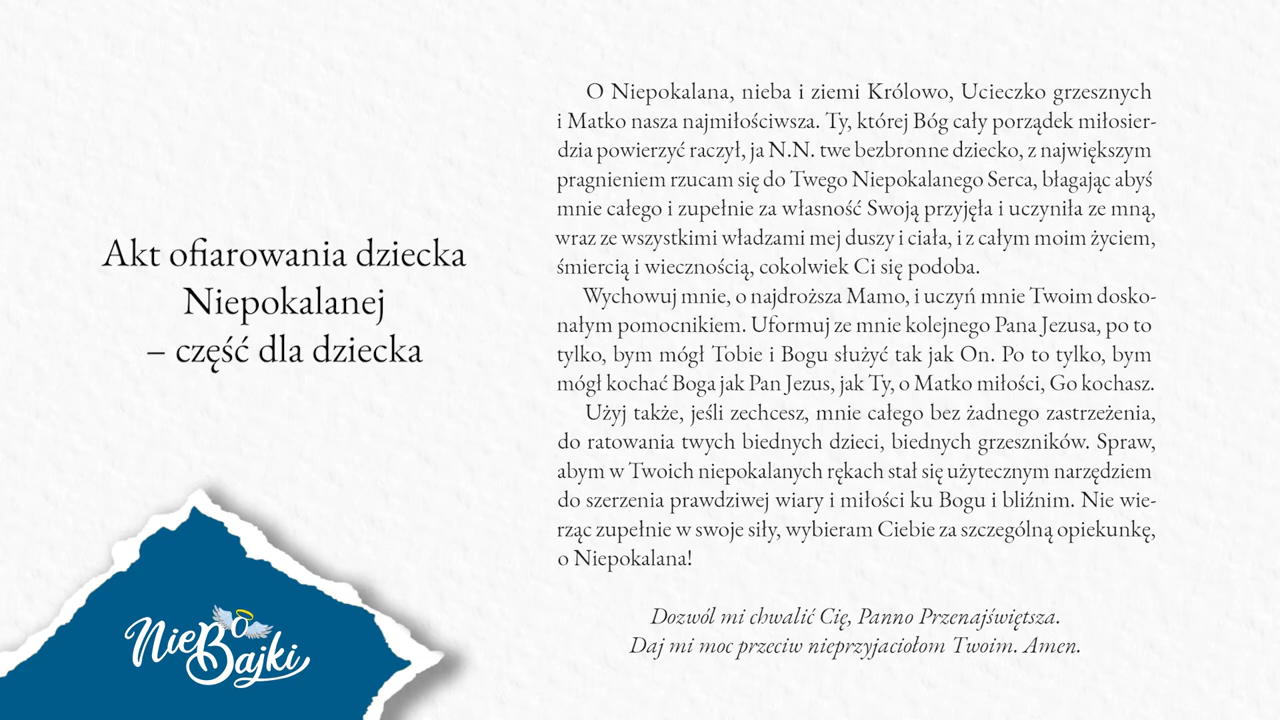 Akt ofiarowania dziecka
Niepokalanej
– część dla dziecka
O Niepokalana, nieba i ziemi Królowo, Ucieczko grzesznych
i Matko nasza najmiłościwsza. Ty, której Bóg cały porządek miłosier-
dzia powierzyć raczył, ja N.N. twe bezbronne dziecko, z największym
pragnieniem rzucam się do Twego Niepokalanego Serca, błagając abyś
mnie całego i zupełnie za własność Swoją przyjęła i uczyniła ze mną,
wraz ze wszystkimi władzami mej duszy i ciała, i z całym moim życiem,
śmiercią i wiecznością, cokolwiek Ci się podoba.
Wychowuj mnie, o najdroższa Mamo, i uczyń mnie Twoim dosko-
nałym pomocnikiem. Uformuj ze mnie kolejnego Pana Jezusa, po to
tylko, bym mógł Tobie i Bogu służyć tak jak On. Po to tylko, bym
mógł kochać Boga jak Pan Jezus, jak Ty, o Matko miłości, Go kochasz.
Użyj także, jeśli zechcesz, mnie całego bez żadnego zastrzeżenia,
do ratowania twych biednych dzieci, biednych grzeszników. Spraw,
abym w Twoich niepokalanych rękach stał się użytecznym narzędziem
do szerzenia prawdziwej wiary i miłości ku Bogu i bliźnim. Nie wie-
rząc zupełnie w swoje siły, wybieram Ciebie za szczególną opiekunkę,
o Niepokalana!
Dozwól mi chwalić Cię, Panno Przenajświętsza.
Daj mi moc przeciw nieprzyjaciołom Twoim. Amen.
NieBo
Bajki